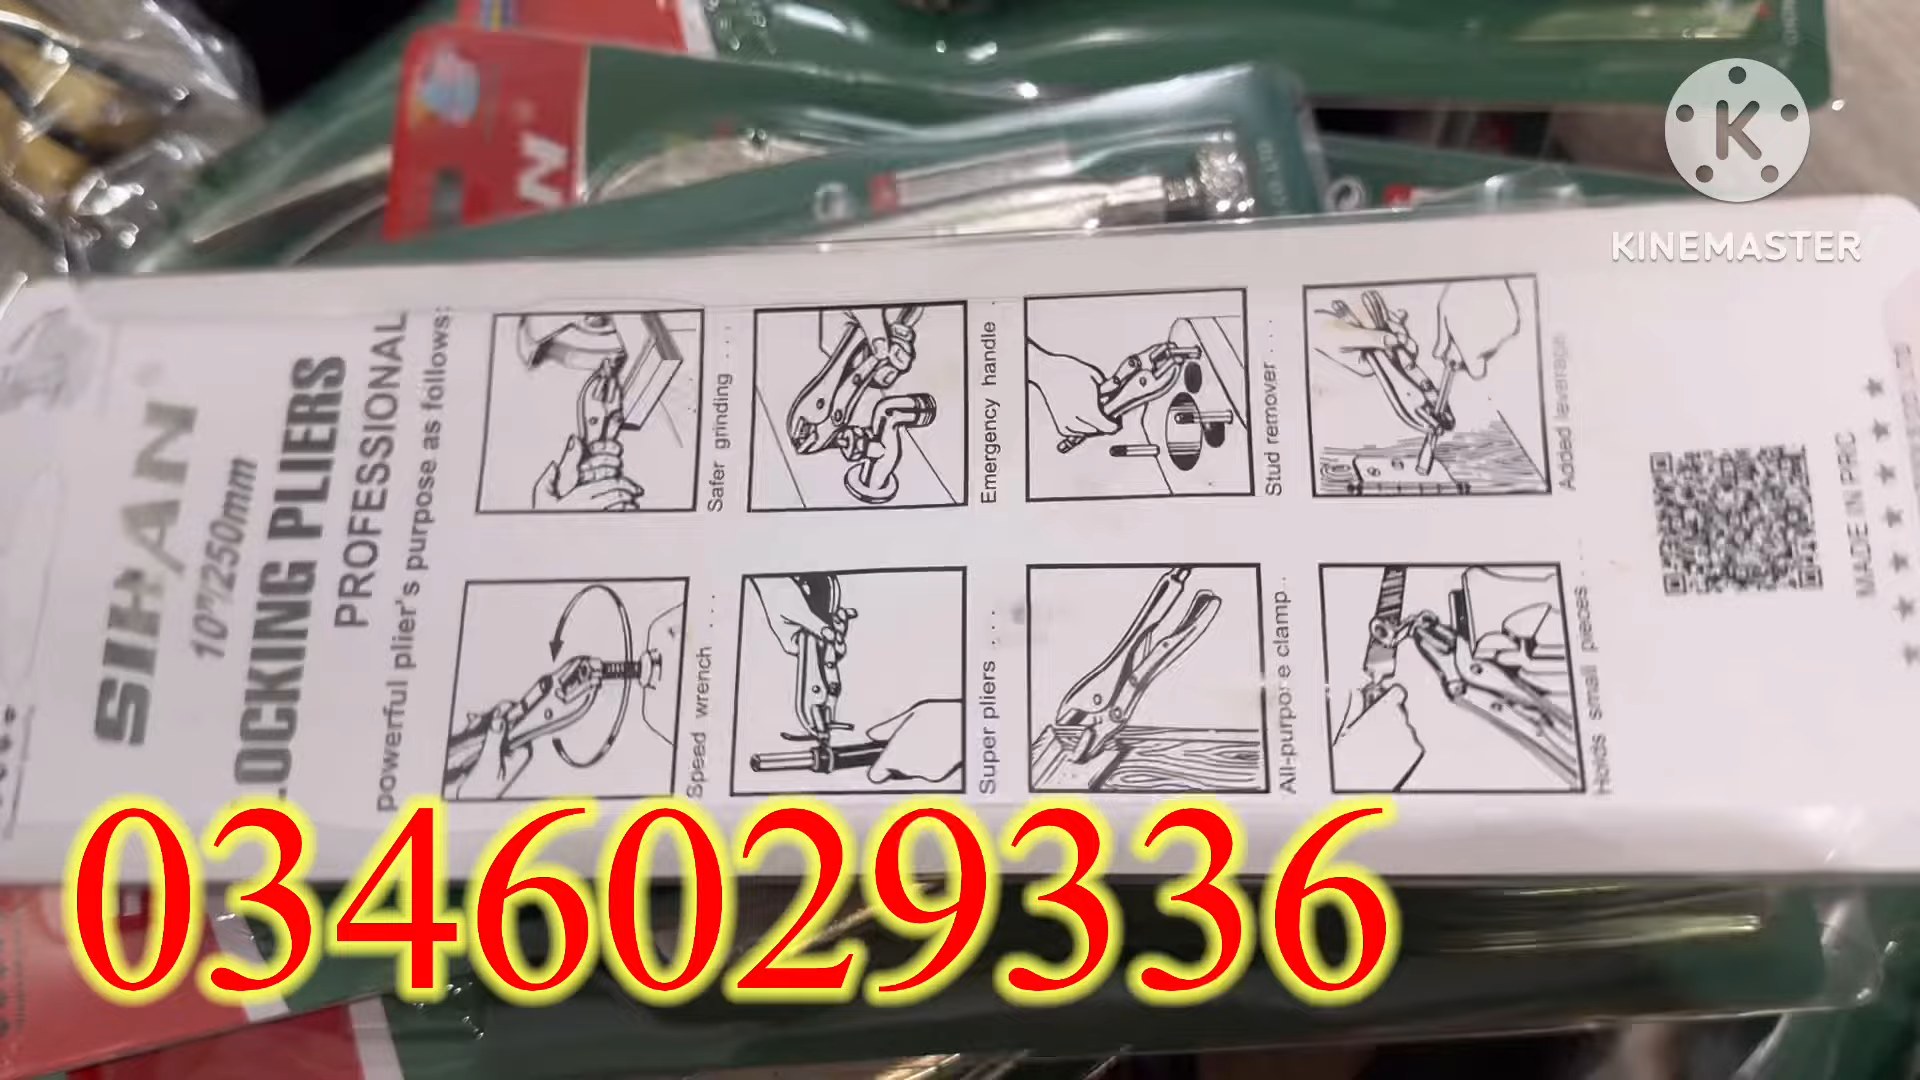 KINEMASTER
SIHAN
10"/250mm
LOCKING PLIERS
PROFESSIONAL
powerful plier's purpose as follows:
Safer grinding . . .
Emergency handle .
Stud remover . . . .
Added leverage
Speed wrench . . .
Super pliers . . .
All-purpore clamp. .
Holds small pieces . . .
MADE IN PRC
0346029336